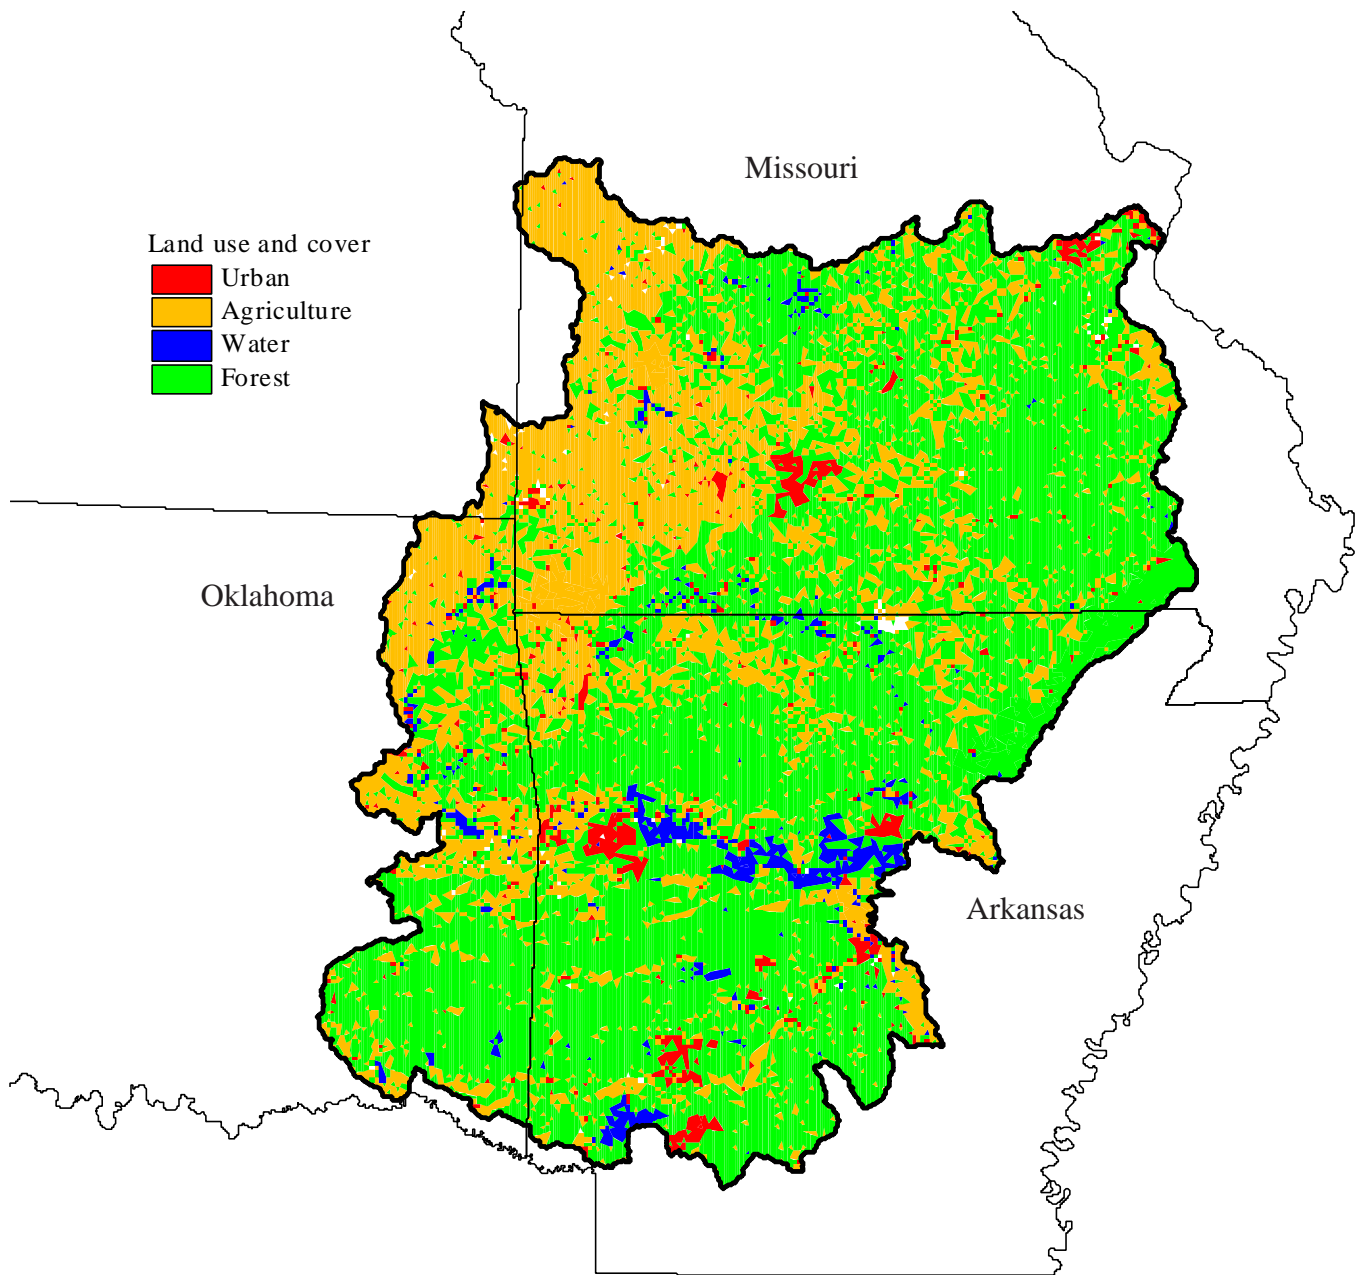 Missouri
Land use and cover
Urban
Agriculture
Water
Forest
Oklahoma
Arkansas